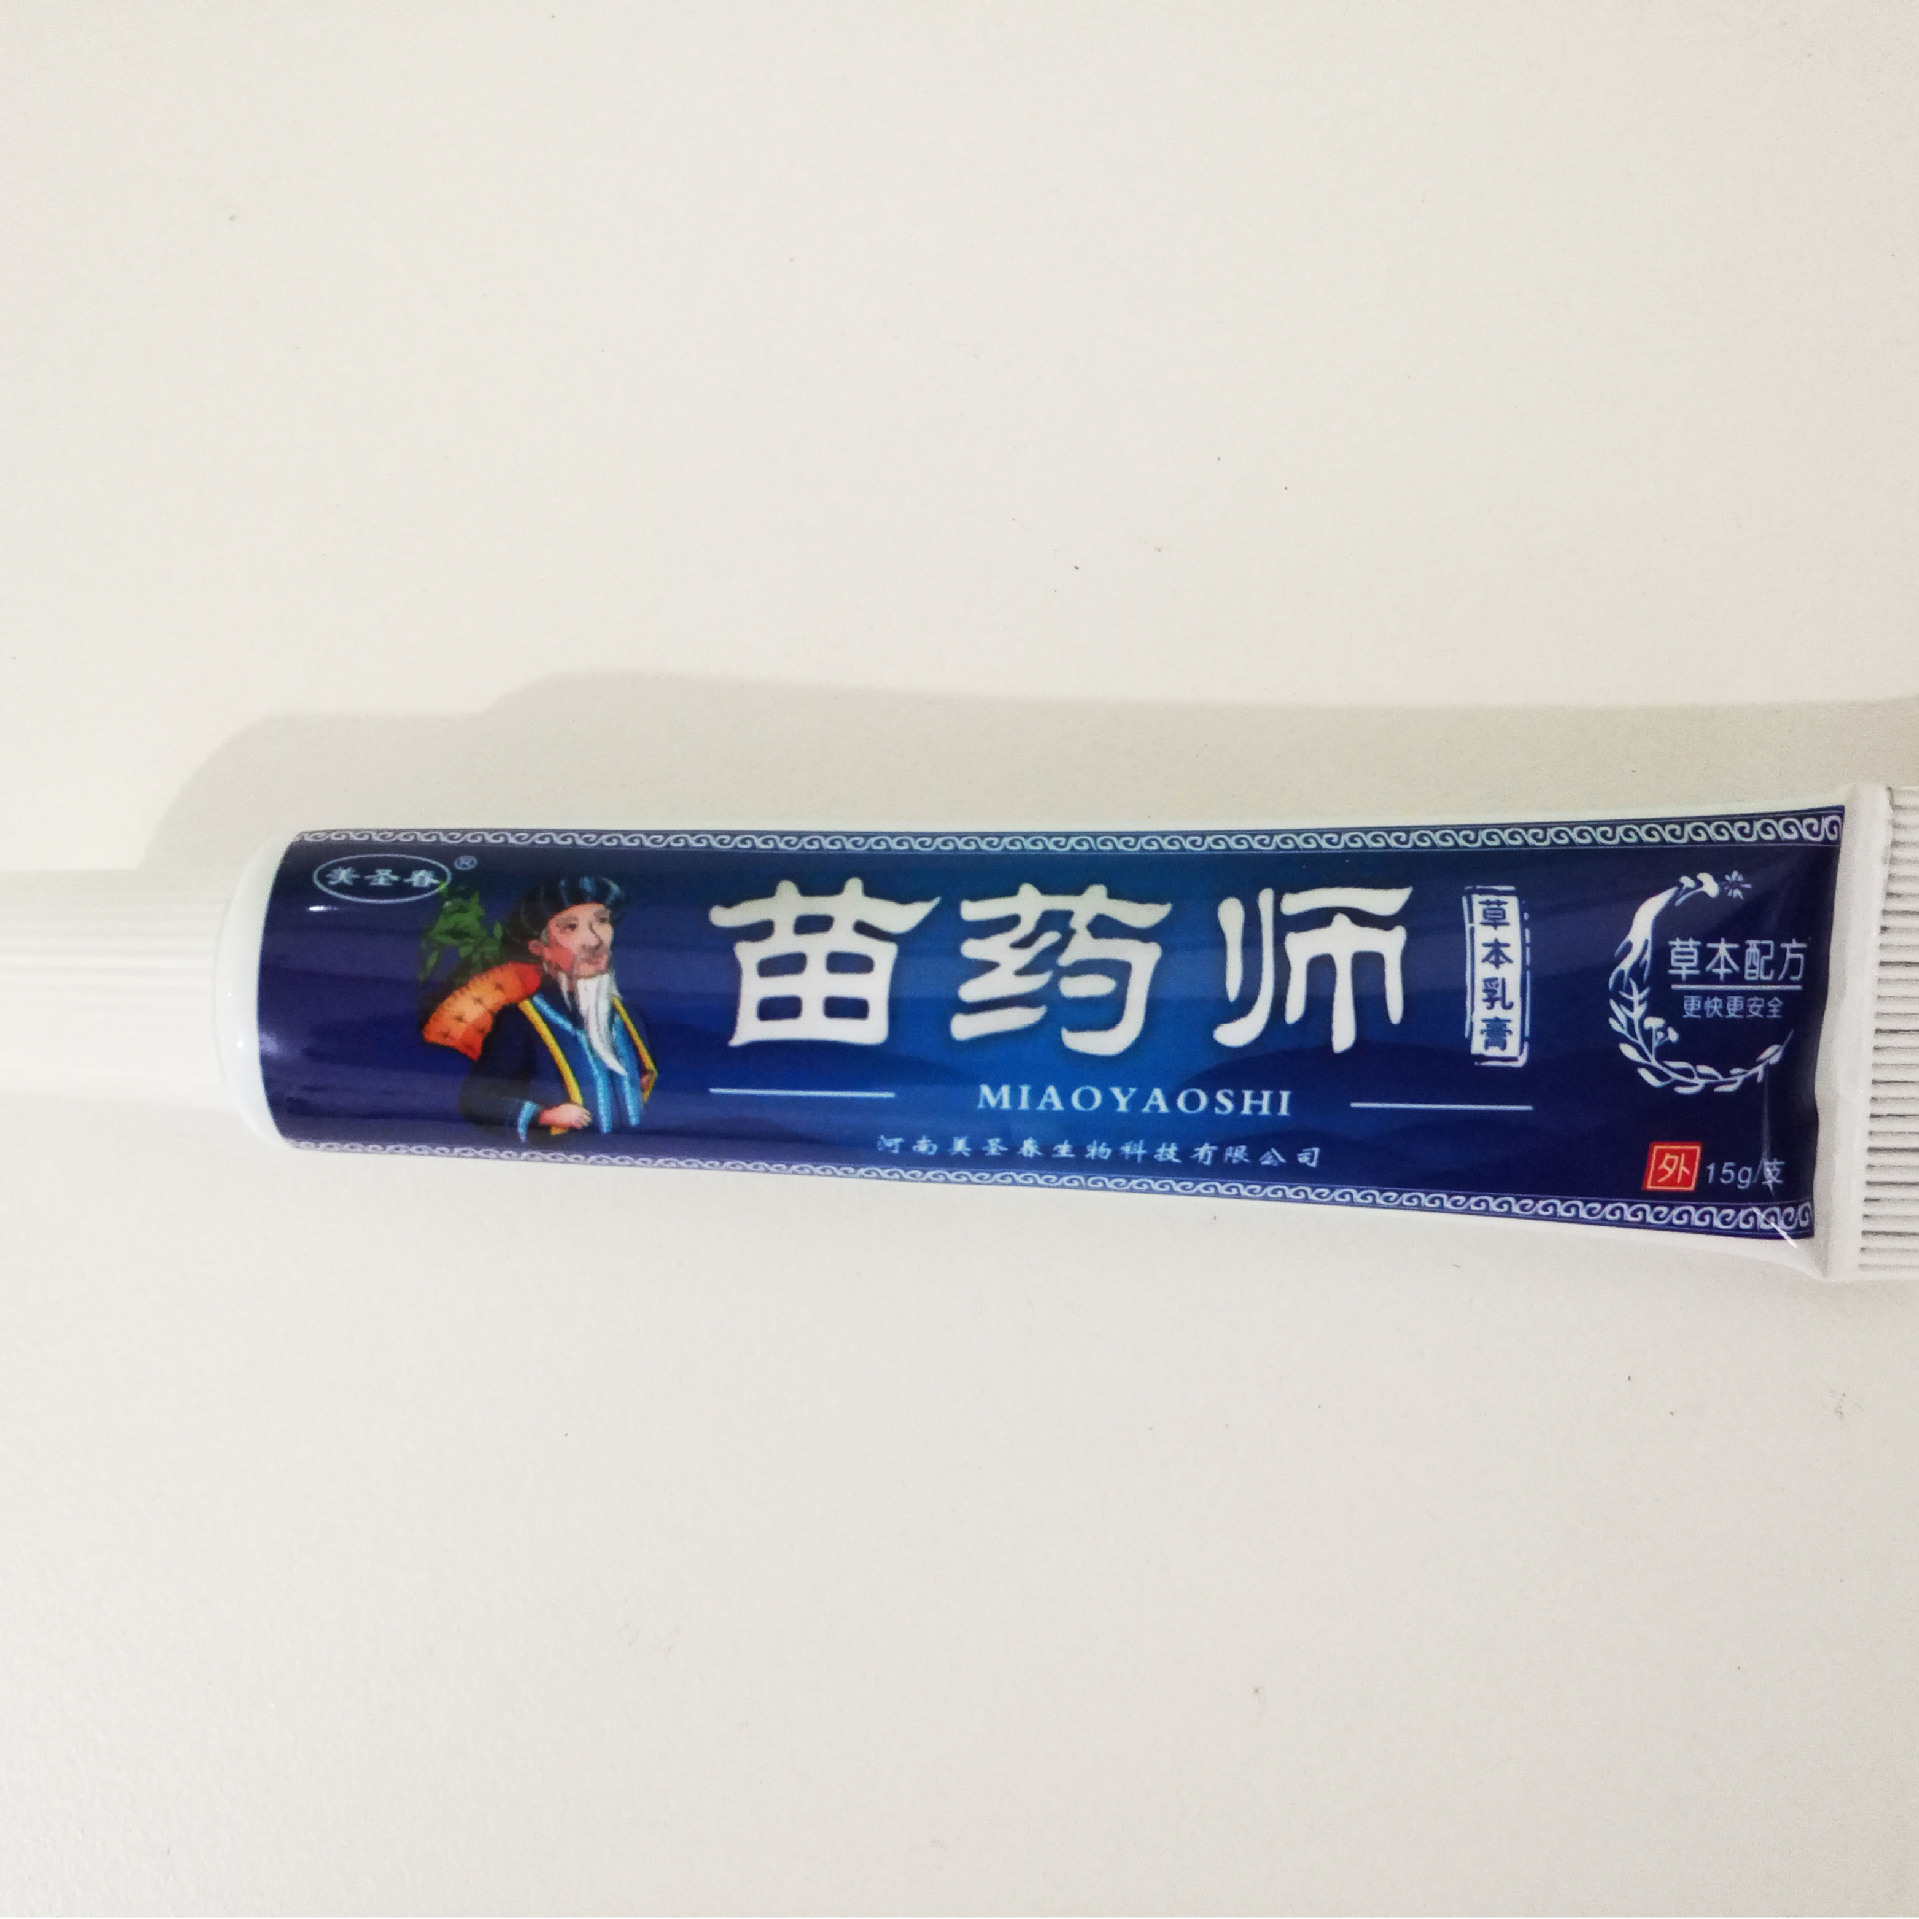 美圣春®
苗药师
草本乳膏
MIAOYAOSHI
河南美圣春生物科技有限公司
草本配方
更快更安全
外 15g/支